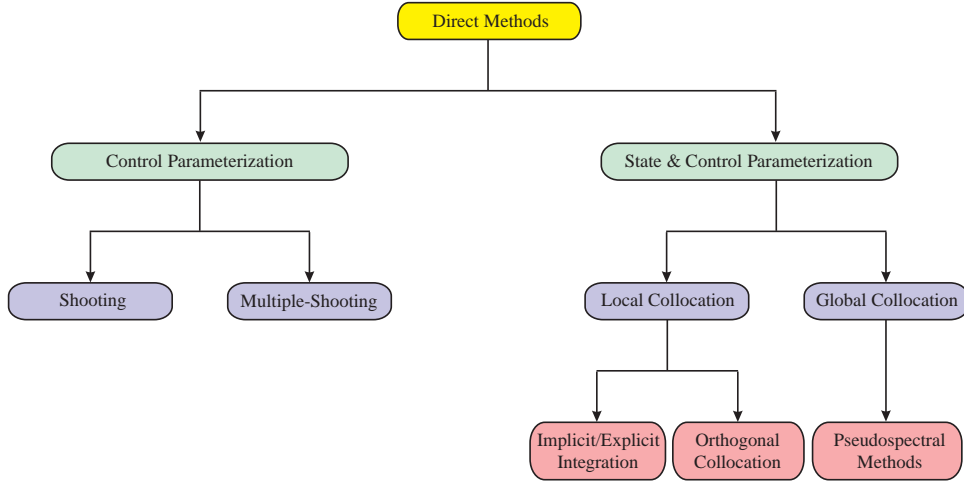 Direct Methods
Control Parameterization
State & Control Parameterization
Shooting
Multiple-Shooting
Local Collocation
Global Collocation
Implicit/Explicit
Integration
Orthogonal
Collocation
Pseudospectral
Methods